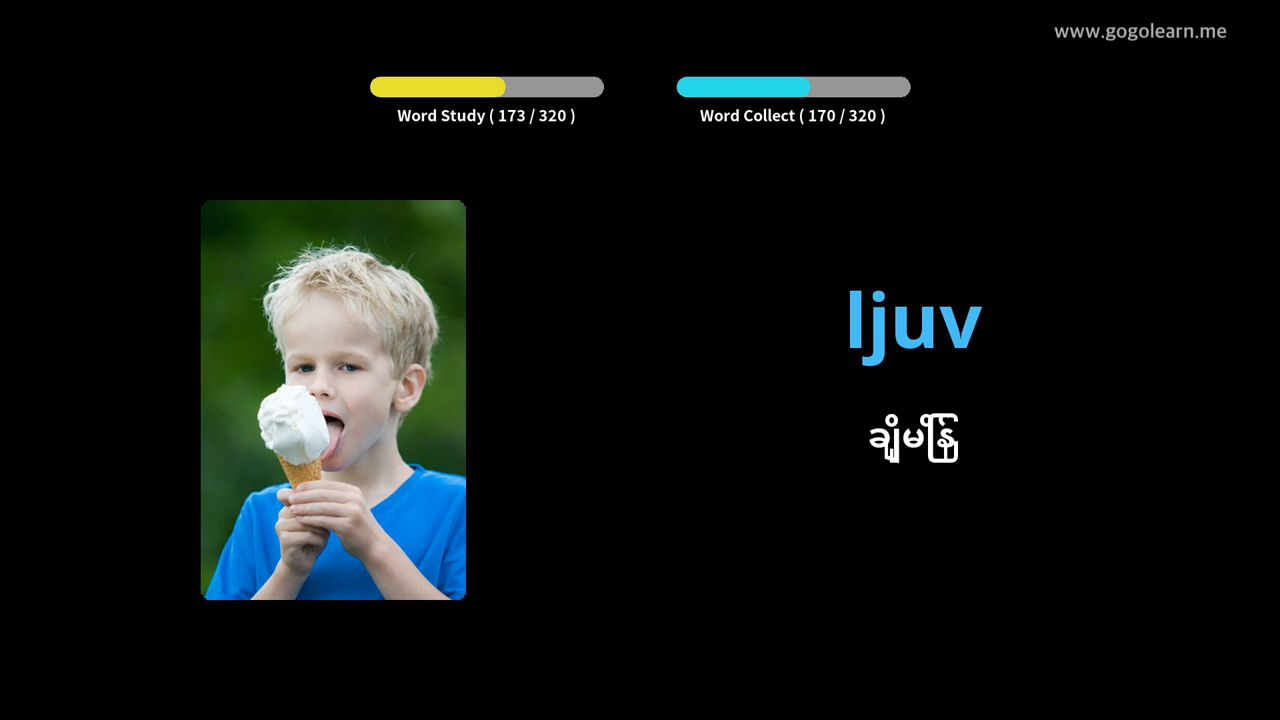 www.gogolearn.me
Word Study ( 173 / 320 )
Word Collect ( 170 / 320 )
ljuv
ချိုမြိန်